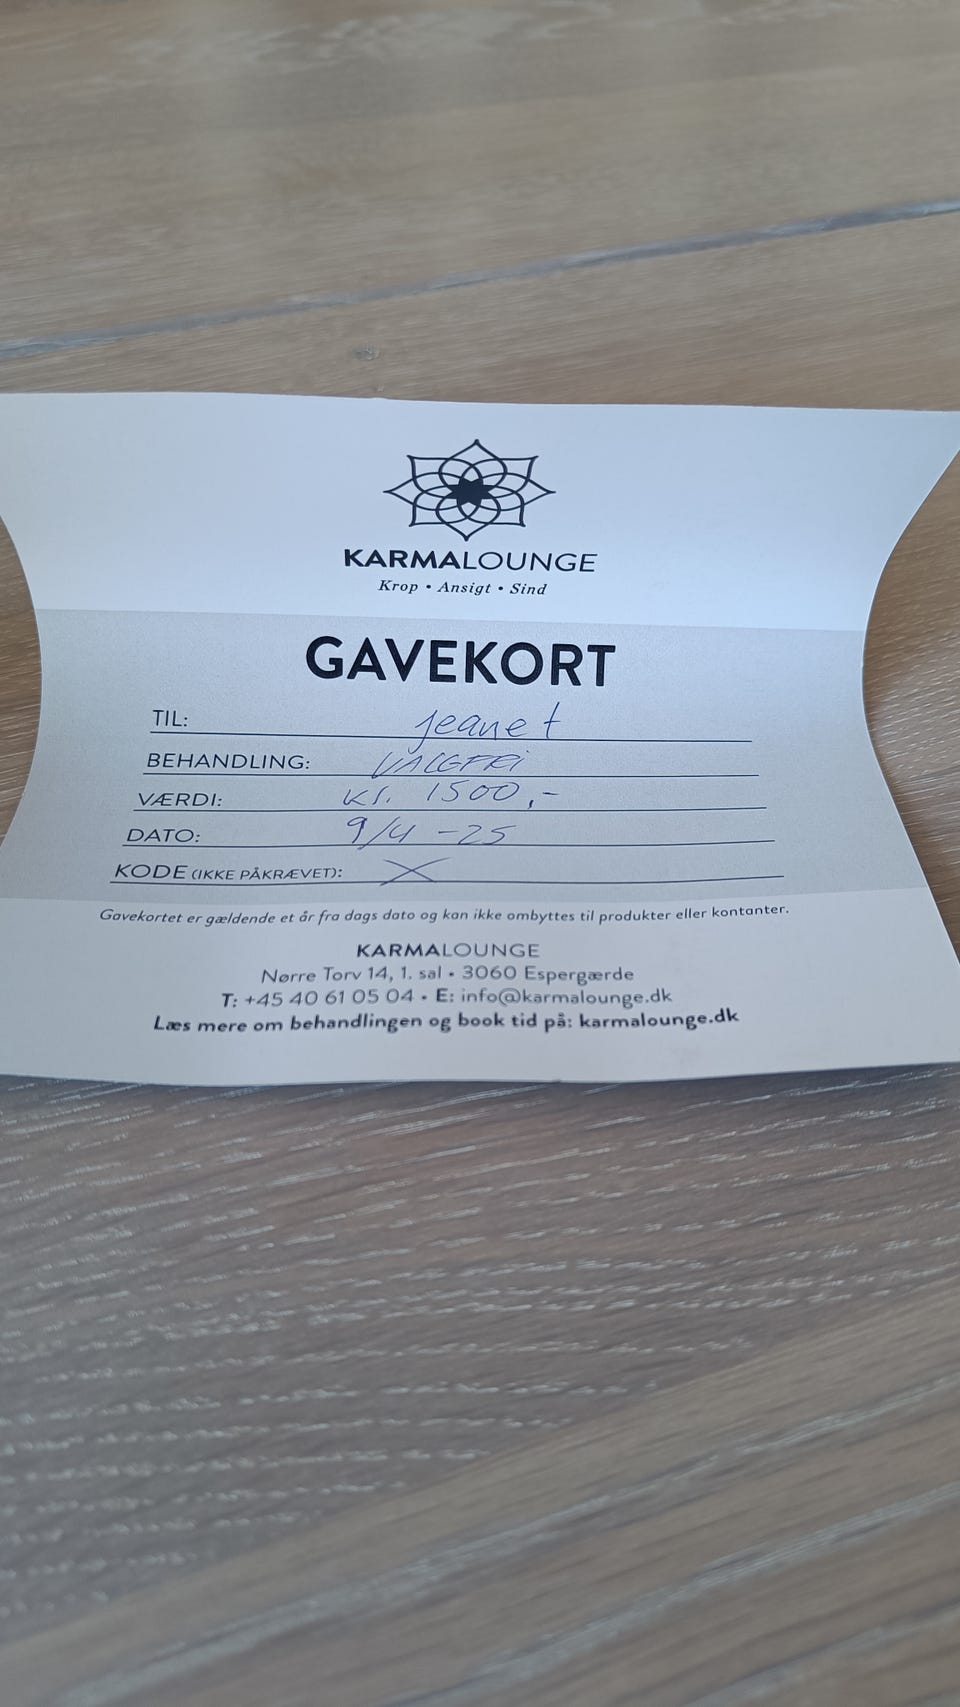 KARMALOUNGE
Krop • Ansigt • Sind
GAVEKORT
TIL: Jeanet
BEHANDLING: VALGFRi
VÆRDI: Kr. 1500,-
DATO: 9/4 -25
KODE (IKKE PÅKRÆVET): X
Gavekortet er gældende et år fra dags dato og kan ikke ombyttes til produkter eller kontanter.
KARMALOUNGE
Nørre Torv 14, 1. sal • 3060 Espergærde
T: +45 40 61 05 04 • E: info@karmalounge.dk
Læs mere om behandlingen og book tid på: karmalounge.dk